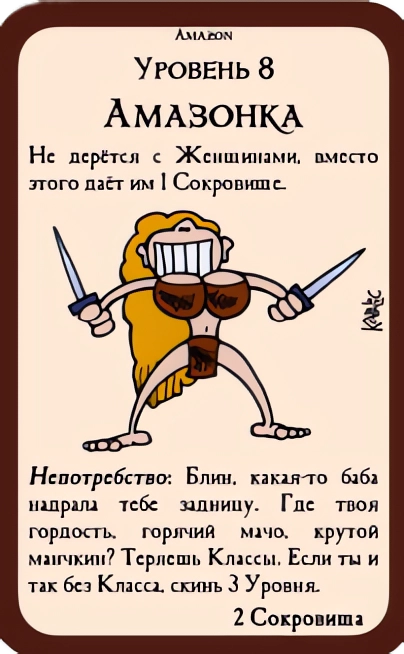 AMAZON
УРОВЕНЬ 8
АМАЗОНКА
Не дерётся с Женщинами, вместо
этого даёт им 1 Сокровище.
Непотребство: Блин, какая-то баба
надрала тебе задницу. Где твоя
гордость, горячий мачо, крутой
манчкин? Теряешь Классы, Если ты и
так без Класса, скинь 3 Уровня.
2 Сокровища